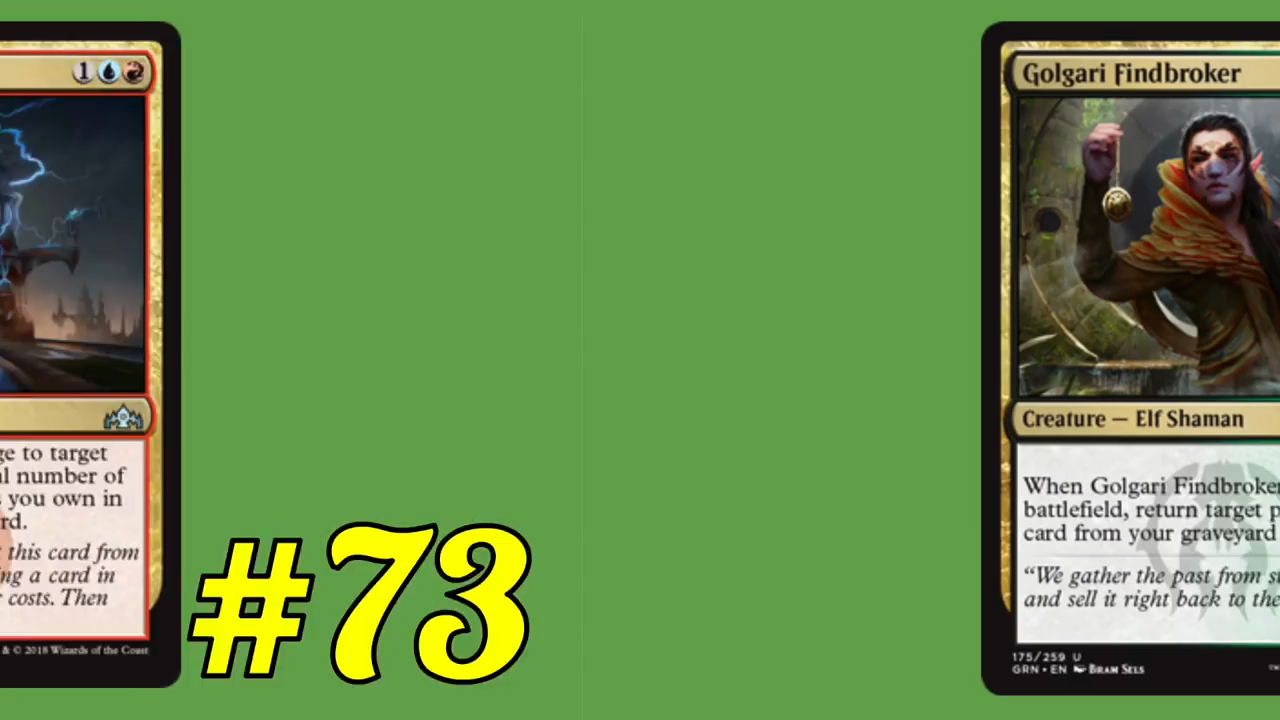 1
ge to target
l number of
you own in
rd.
this card from
ng a card in
costs. Then
& © 2018 Wizards of the Coast
#73
Golgari Findbroker
Creature — Elf Shaman
When Golgari Findbroker
battlefield, return target p
card from your graveyard
“We gather the past from s
and sell it right back to the
175/259 U
GRN • EN Bram Sels